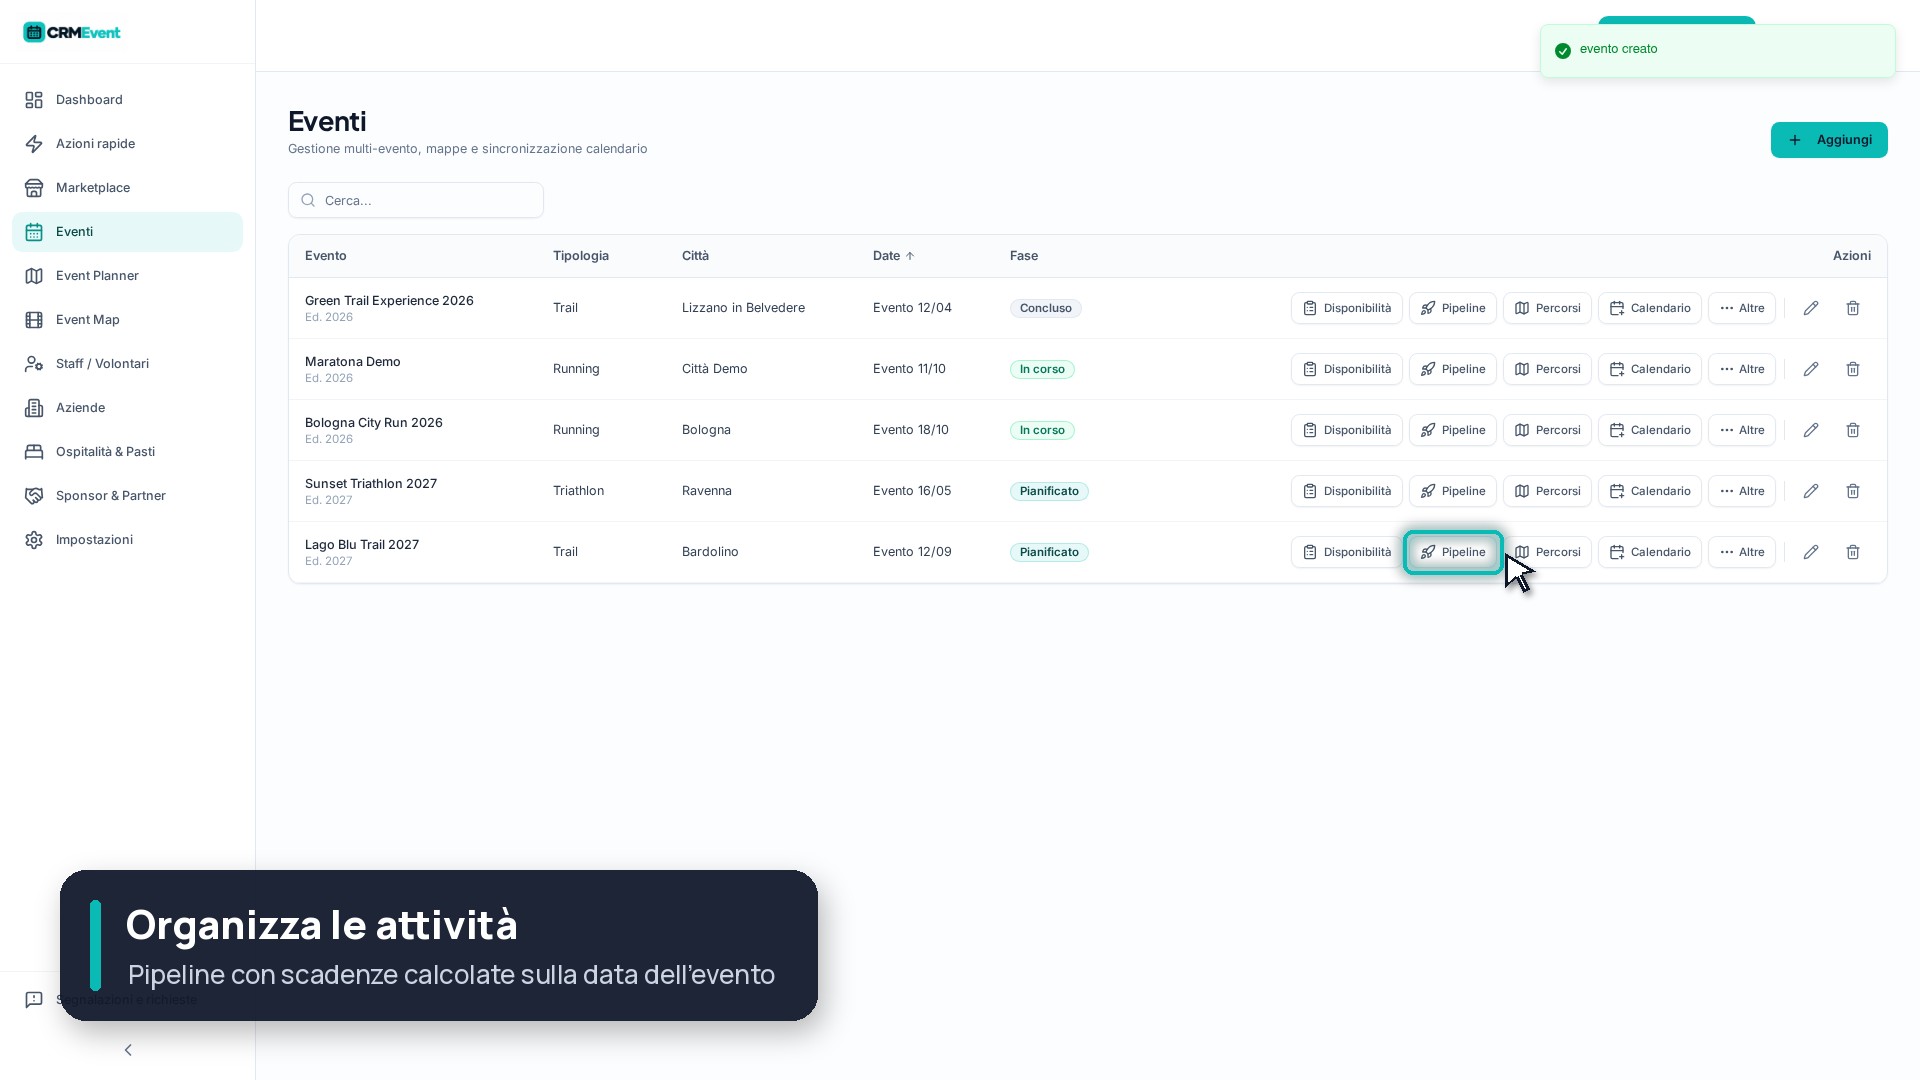 CRMEvent
evento creato
Dashboard
Azioni rapide
Marketplace
Eventi
Event Planner
Event Map
Staff / Volontari
Aziende
Ospitalità & Pasti
Sponsor & Partner
Impostazioni
Segnalazioni e richieste
Eventi
Gestione multi-evento, mappe e sincronizzazione calendario
Aggiungi
Cerca...
Evento Tipologia Città Date Fase Azioni
Green Trail Experience 2026
Ed. 2026
Trail Lizzano in Belvedere Evento 12/04 Concluso Disponibilità Pipeline Percorsi Calendario Altre
Maratona Demo
Ed. 2026
Running Città Demo Evento 11/10 In corso Disponibilità Pipeline Percorsi Calendario Altre
Bologna City Run 2026
Ed. 2026
Running Bologna Evento 18/10 In corso Disponibilità Pipeline Percorsi Calendario Altre
Sunset Triathlon 2027
Ed. 2027
Triathlon Ravenna Evento 16/05 Pianificato Disponibilità Pipeline Percorsi Calendario Altre
Lago Blu Trail 2027
Ed. 2027
Trail Bardolino Evento 12/09 Pianificato Disponibilità Pipeline Percorsi Calendario Altre
Organizza le attività
Pipeline con scadenze calcolate sulla data dell'evento